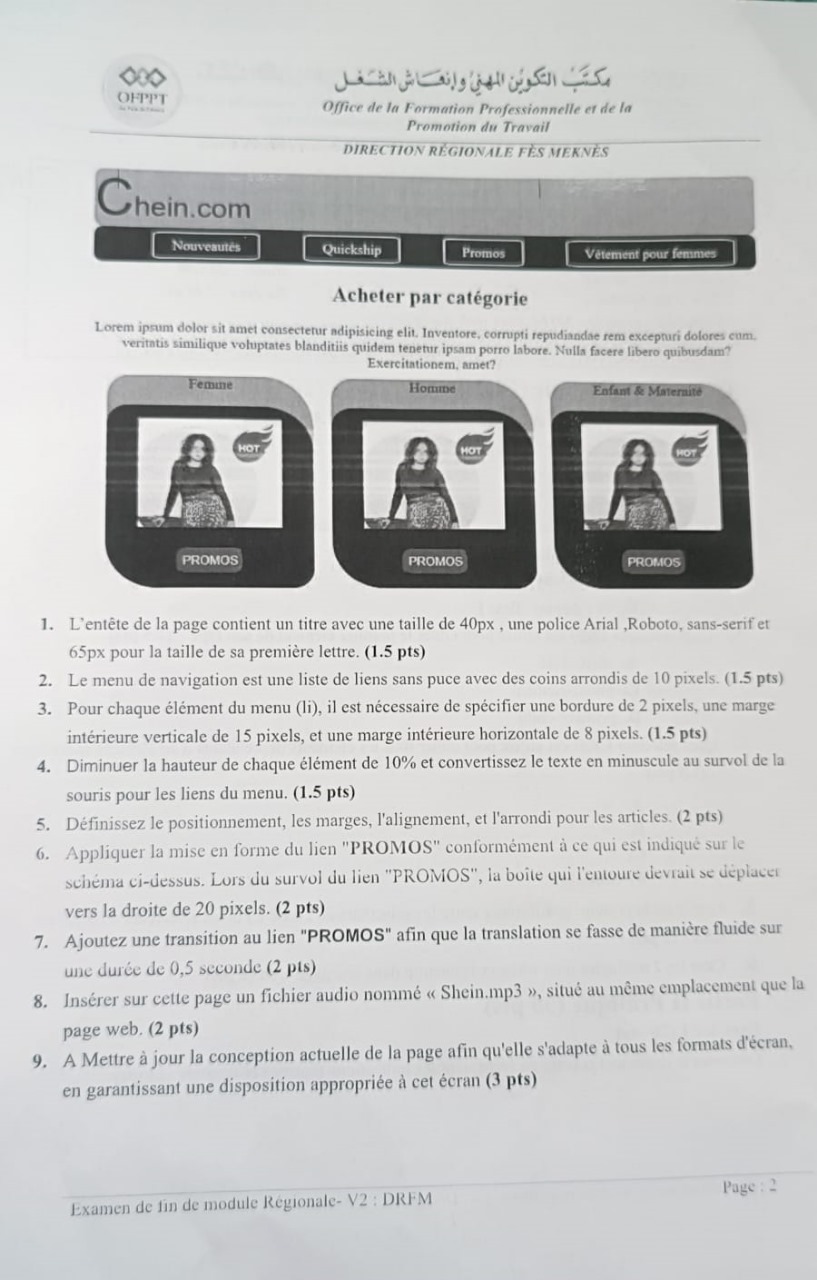 OFPPT
مكتب التكوين المهني وإنعاش الشغل
Office de la Formation Professionnelle et de la
Promotion du Travail
DIRECTION RÉGIONALE FÈS MEKNÈS
Chein.com
Nouveautés
Quickship
Promos
Vêtement pour femmes
Acheter par catégorie
Lorem ipsum dolor sit amet consectetur adipisicing elit. Inventore, corrupti repudiandae rem excepturi dolores cum,
veritatis similique voluptates blanditiis quidem tenetur ipsam porro labore. Nulla facere libero quibusdam?
Exercitationem, amet?
Femme
Homme
Enfant & Maternité
HOT
HOT
HOT
PROMOS
PROMOS
PROMOS
1. L'entête de la page contient un titre avec une taille de 40px , une police Arial ,Roboto, sans-serif et
65px pour la taille de sa première lettre. (1.5 pts)
2. Le menu de navigation est une liste de liens sans puce avec des coins arrondis de 10 pixels. (1.5 pts)
3. Pour chaque élément du menu (li), il est nécessaire de spécifier une bordure de 2 pixels, une marge
intérieure verticale de 15 pixels, et une marge intérieure horizontale de 8 pixels. (1.5 pts)
4. Diminuer la hauteur de chaque élément de 10% et convertissez le texte en minuscule au survol de la
souris pour les liens du menu. (1.5 pts)
5. Définissez le positionnement, les marges, l'alignement, et l'arrondi pour les articles. (2 pts)
6. Appliquer la mise en forme du lien "PROMOS" conformément à ce qui est indiqué sur le
schéma ci-dessus. Lors du survol du lien "PROMOS", la boîte qui l'entoure devrait se déplacer
vers la droite de 20 pixels. (2 pts)
7. Ajoutez une transition au lien "PROMOS" afin que la translation se fasse de manière fluide sur
une durée de 0,5 seconde (2 pts)
8. Insérer sur cette page un fichier audio nommé « Shein.mp3 », situé au même emplacement que la
page web. (2 pts)
9. A Mettre à jour la conception actuelle de la page afin qu'elle s'adapte à tous les formats d'écran,
en garantissant une disposition appropriée à cet écran (3 pts)
Examen de fin de module Régionale- V2 : DRFM
Page : 2